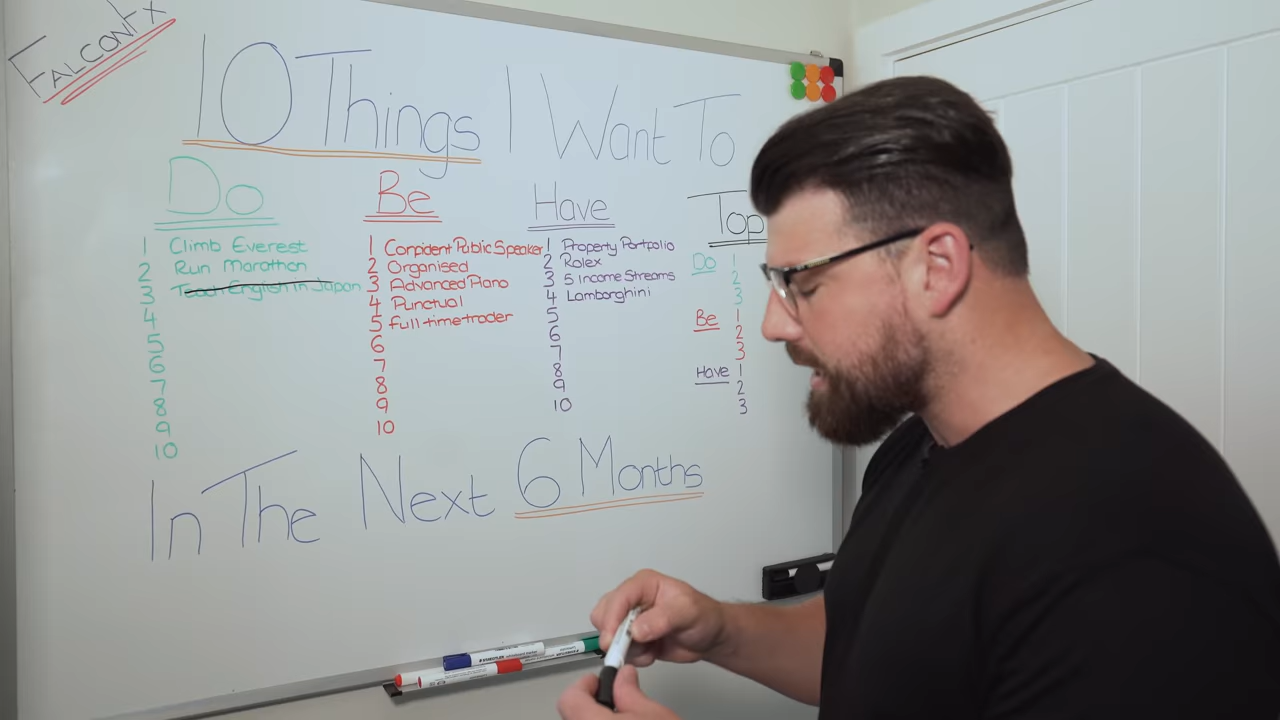 FALCONFX
10 Things I Want To
Do
1 Climb Everest
2 Run Marathon
3 Teach English in Japan
4
5
6
7
8
9
10
Be
1 Confident Public Speaker
2 Organised
3 Advanced Piano
4 Punctual
5 full-time trader
6
7
8
9
10
Have
1 Property Portfolio
2 Rolex
3 5 Income Streams
4 Lamborghini
5
6
7
8
9
10
Top
Do 1
2
3
Be 1
2
3
Have 1
2
3
In The Next 6 Months